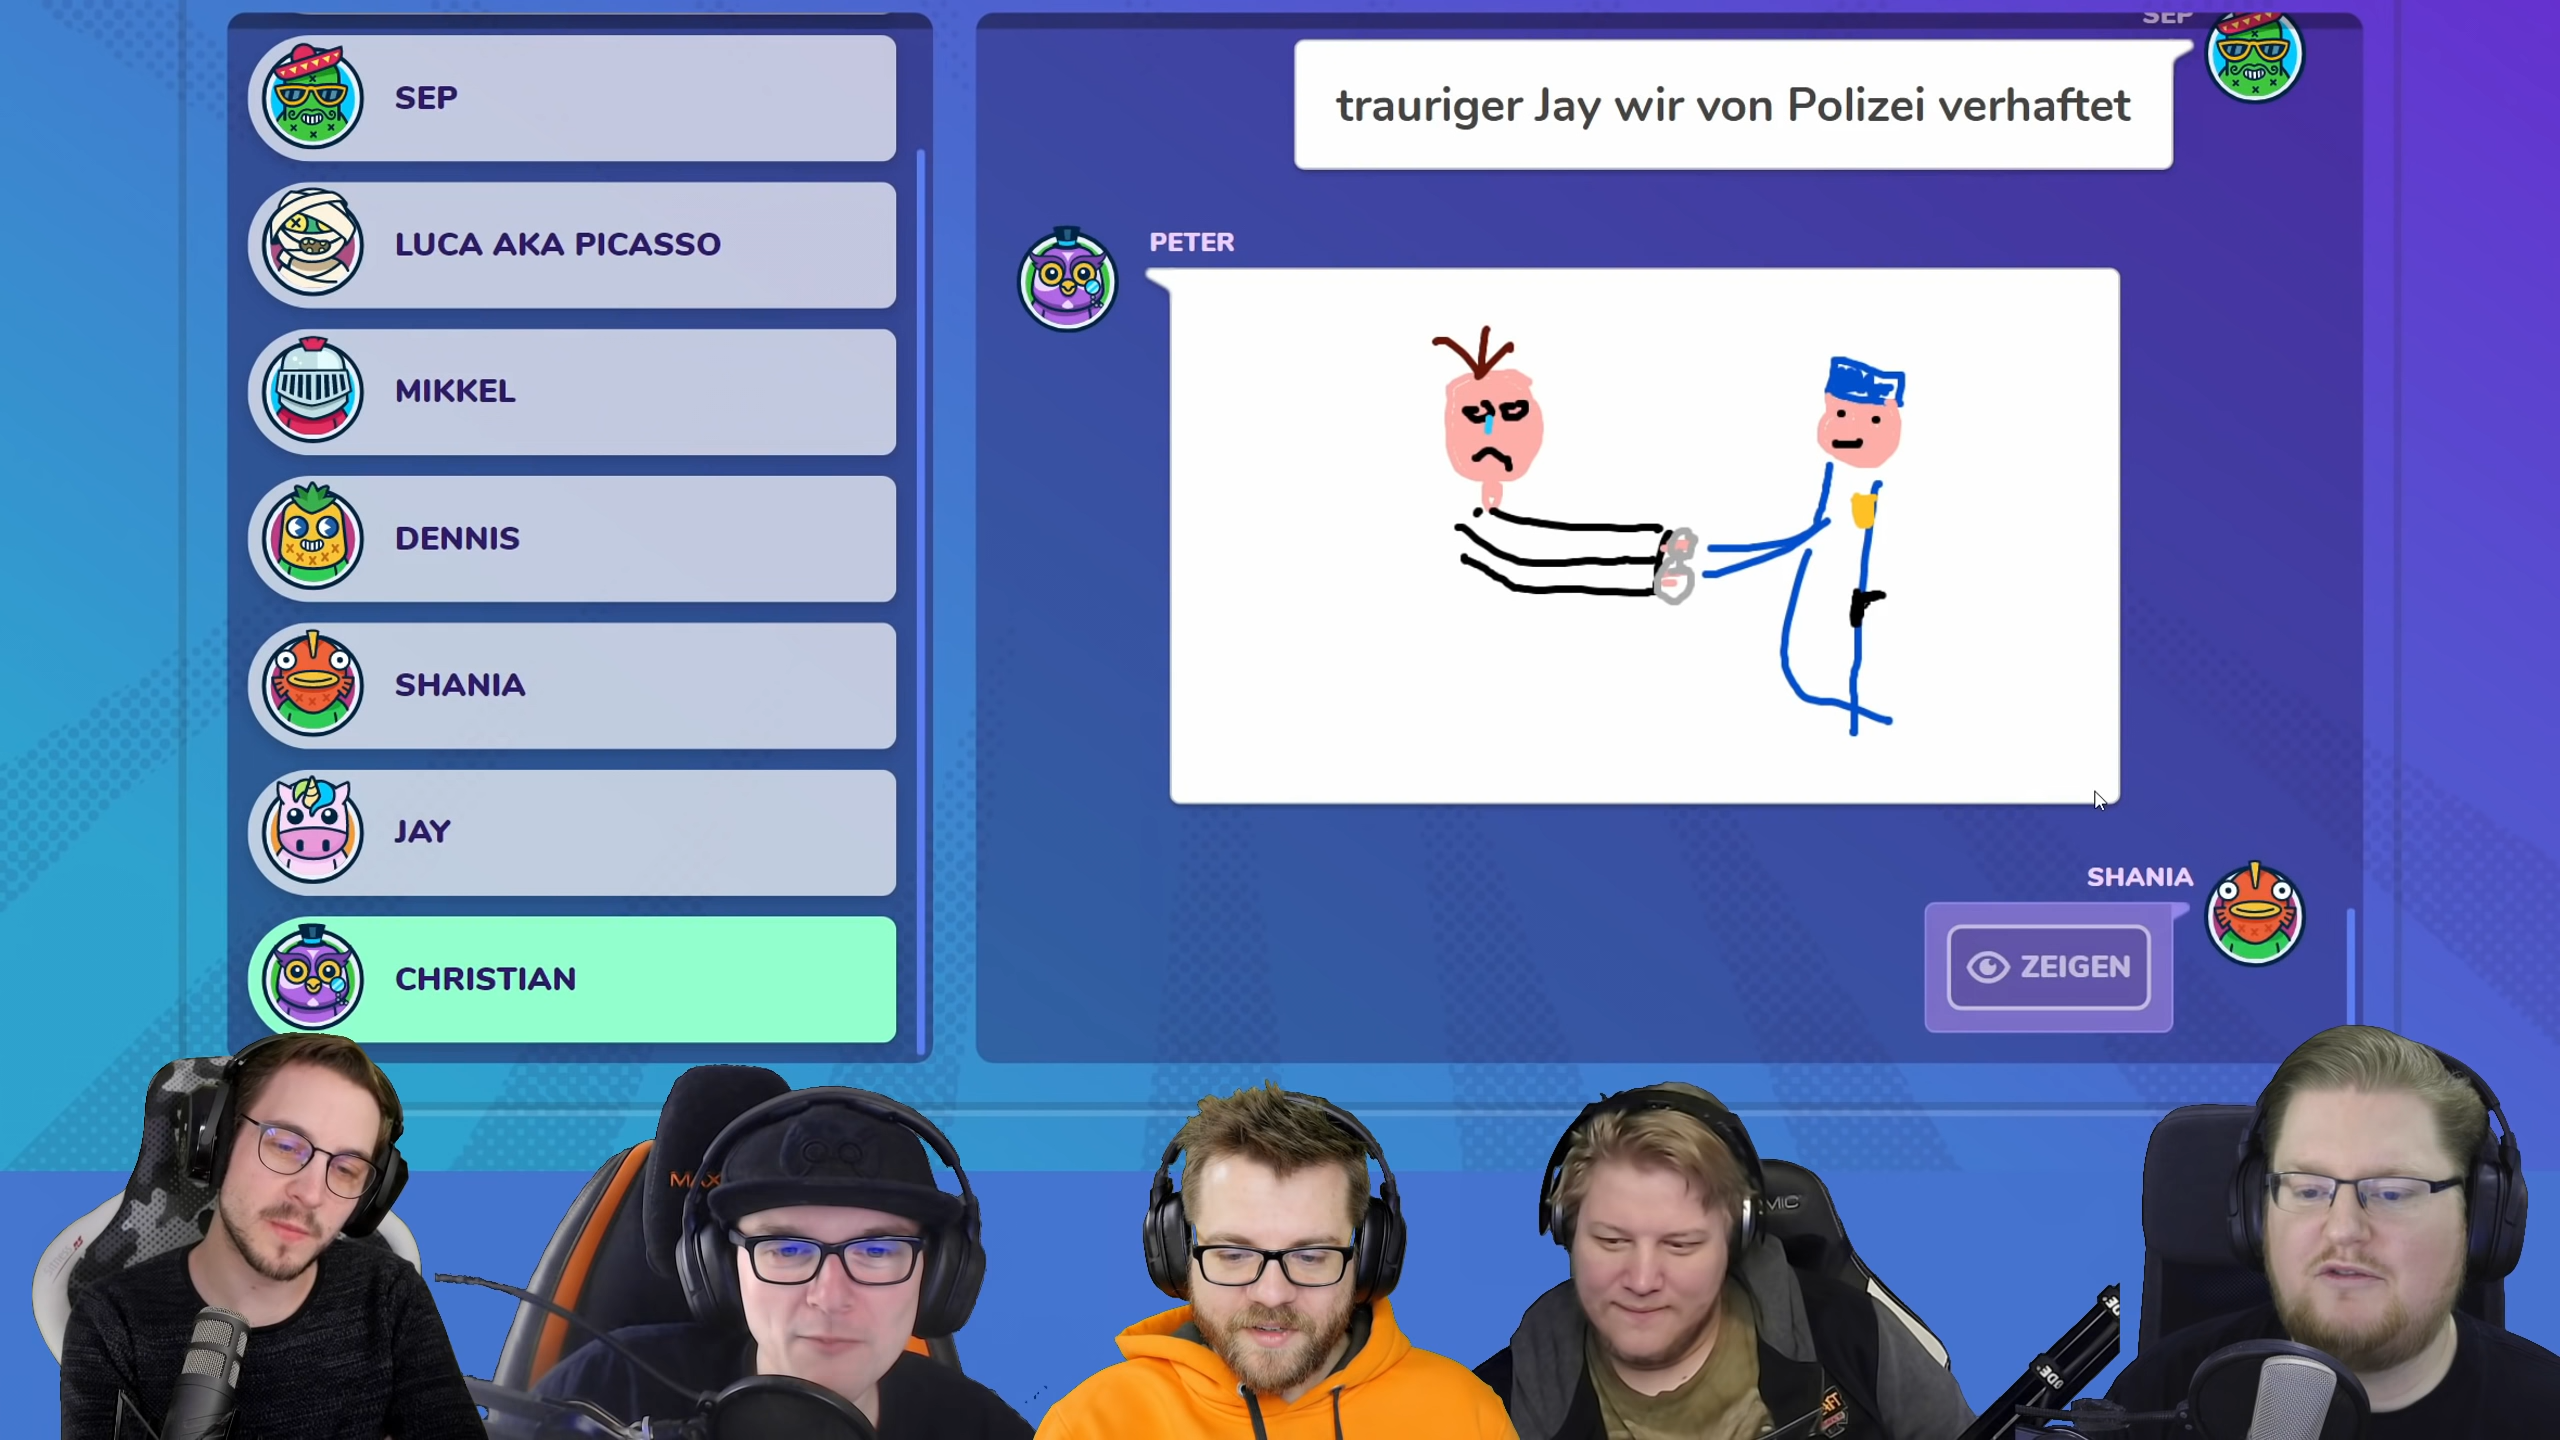 SEP
LUCA AKA PICASSO
MIKKEL
DENNIS
SHANIA
JAY
CHRISTIAN
SEP
trauriger Jay wir von Polizei verhaftet
PETER
SHANIA
ZEIGEN